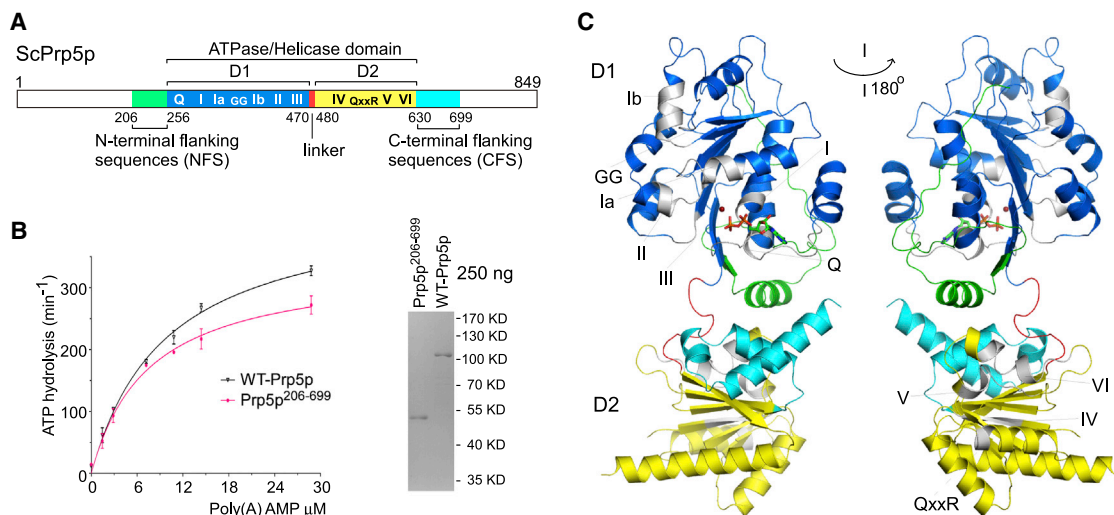 A
ScPrp5p
ATPase/Helicase domain
D1 D2
1 849
Q I Ia GG Ib II III IV QxxR V VI
206 256 470 480 630 699
N-terminal flanking sequences (NFS)
linker
C-terminal flanking sequences (CFS)
B
ATP hydrolysis (min⁻¹)
300
200
100
0
0 6 12 18 24 30
Poly(A) AMP μM
WT-Prp5p
Prp5p²⁰⁶⁻⁶⁹⁹
Prp5p²⁰⁶⁻⁶⁹⁹
WT-Prp5p
250 ng
- 170 KD
- 130 KD
- 100 KD
- 70 KD
- 55 KD
- 40 KD
- 35 KD
C
D1
Ib
GG
Ia
II
III
I
Q
180°
D2
V
VI
IV
QxxR